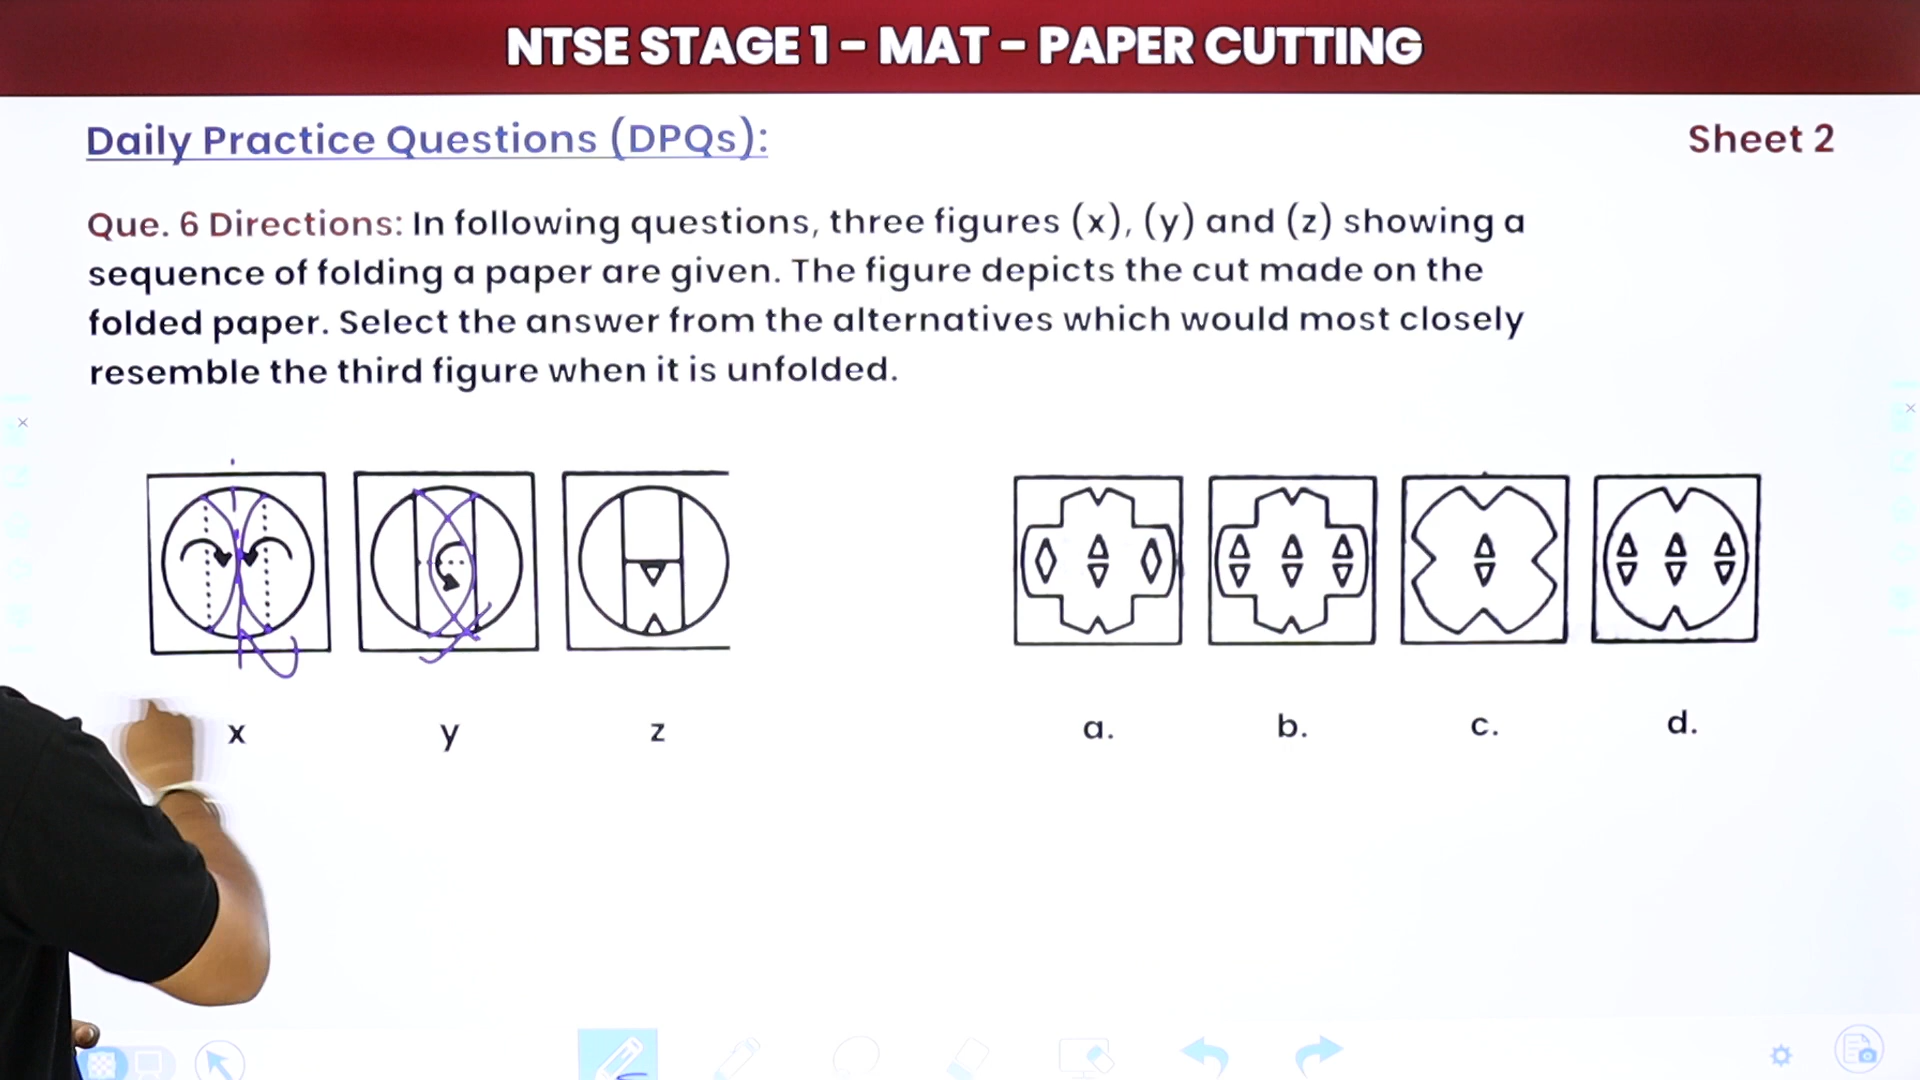 NTSE STAGE 1 – MAT – PAPER CUTTING
Daily Practice Questions (DPQs):
Sheet 2
Que. 6 Directions: In following questions, three figures (x), (y) and (z) showing a
sequence of folding a paper are given. The figure depicts the cut made on the
folded paper. Select the answer from the alternatives which would most closely
resemble the third figure when it is unfolded.
x y z a. b. c. d.